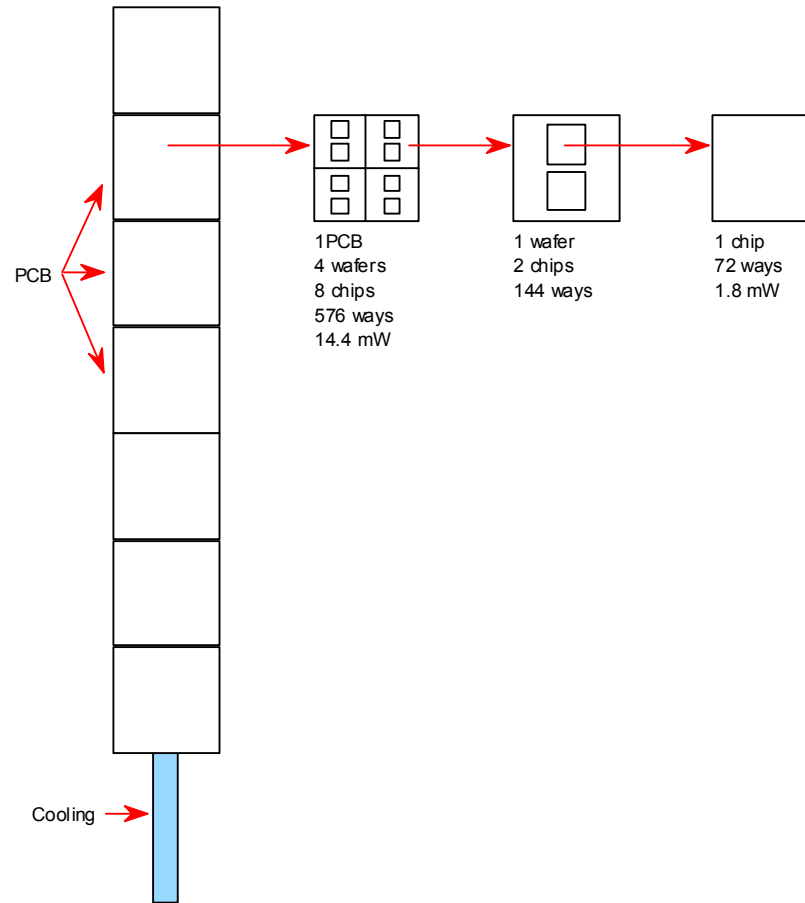 PCB
1PCB
4 wafers
8 chips
576 ways
14.4 mW
1 wafer
2 chips
144 ways
1 chip
72 ways
1.8 mW
Cooling